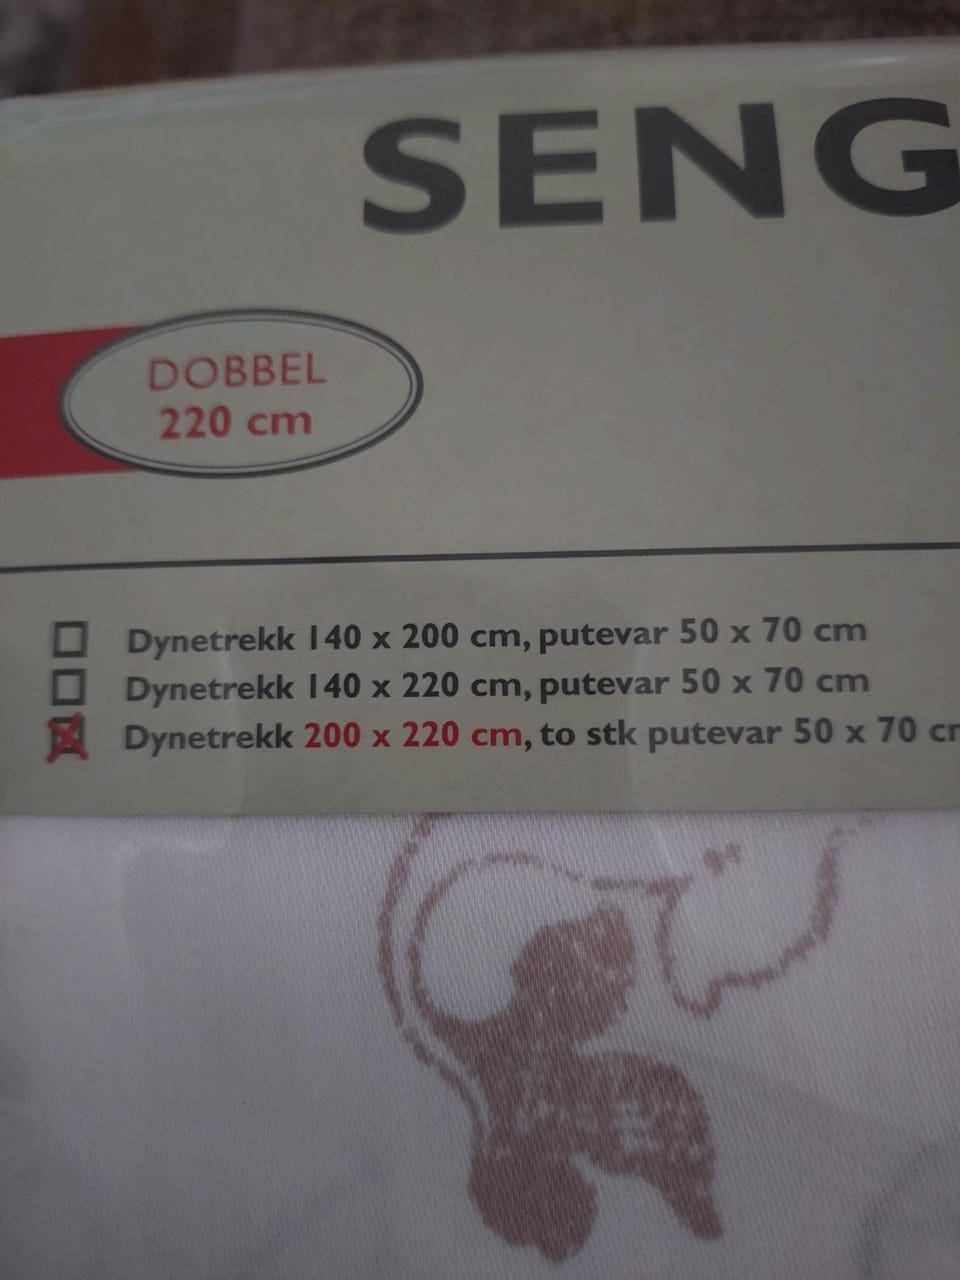 SENG
DOBBEL
220 cm
Dynetrekk 140 x 200 cm, putevar 50 x 70 cm
Dynetrekk 140 x 220 cm, putevar 50 x 70 cm
Dynetrekk 200 x 220 cm, to stk putevar 50 x 70 cr